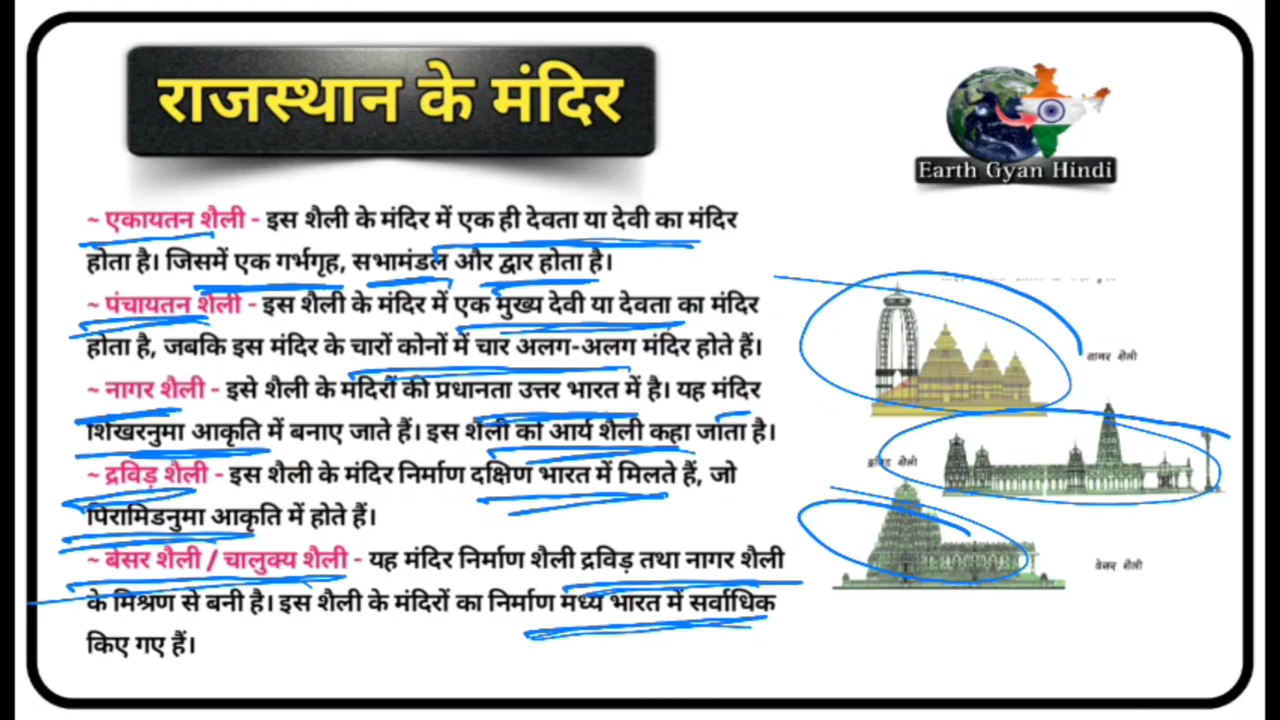 राजस्थान के मंदिर
Earth Gyan Hindi
~ एकायतन शैली - इस शैली के मंदिर में एक ही देवता या देवी का मंदिर
होता है। जिसमें एक गर्भगृह, सभामंडल और द्वार होता है।
~ पंचायतन शैली - इस शैली के मंदिर में एक मुख्य देवी या देवता का मंदिर
होता है, जबकि इस मंदिर के चारों कोनों में चार अलग-अलग मंदिर होते हैं।
~ नागर शैली - इसे शैली के मंदिरों की प्रधानता उत्तर भारत में है। यह मंदिर
शिखरनुमा आकृति में बनाए जाते हैं। इस शैली को आर्य शैली कहा जाता है।
~ द्रविड़ शैली - इस शैली के मंदिर निर्माण दक्षिण भारत में मिलते हैं, जो
पिरामिडनुमा आकृति में होते हैं।
~ बेसर शैली / चालुक्य शैली - यह मंदिर निर्माण शैली द्रविड़ तथा नागर शैली
के मिश्रण से बनी है। इस शैली के मंदिरों का निर्माण मध्य भारत में सर्वाधिक
किए गए हैं।
नागर शैली
द्रविड़ शैली
वेसर शैली